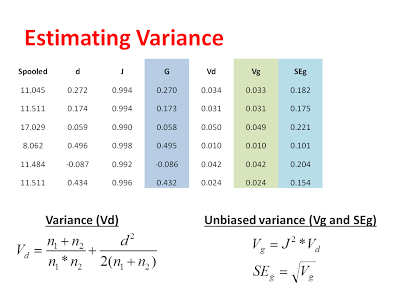 Estimating Variance
Spooled d J G Vd Vg SEg
11.045 0.272 0.994 0.270 0.034 0.033 0.182
11.511 0.174 0.994 0.173 0.031 0.031 0.175
17.029 0.059 0.990 0.058 0.050 0.049 0.221
8.062 0.496 0.998 0.495 0.010 0.010 0.101
11.484 -0.087 0.992 -0.086 0.042 0.042 0.204
11.511 0.434 0.996 0.432 0.024 0.024 0.154
Variance (Vd)
Unbiased variance (Vg and SEg)
V_d = (n_1 + n_2) / (n_1 * n_2) + d^2 / (2(n_1 + n_2))
V_g = J^2 * V_d
SE_g = √V_g